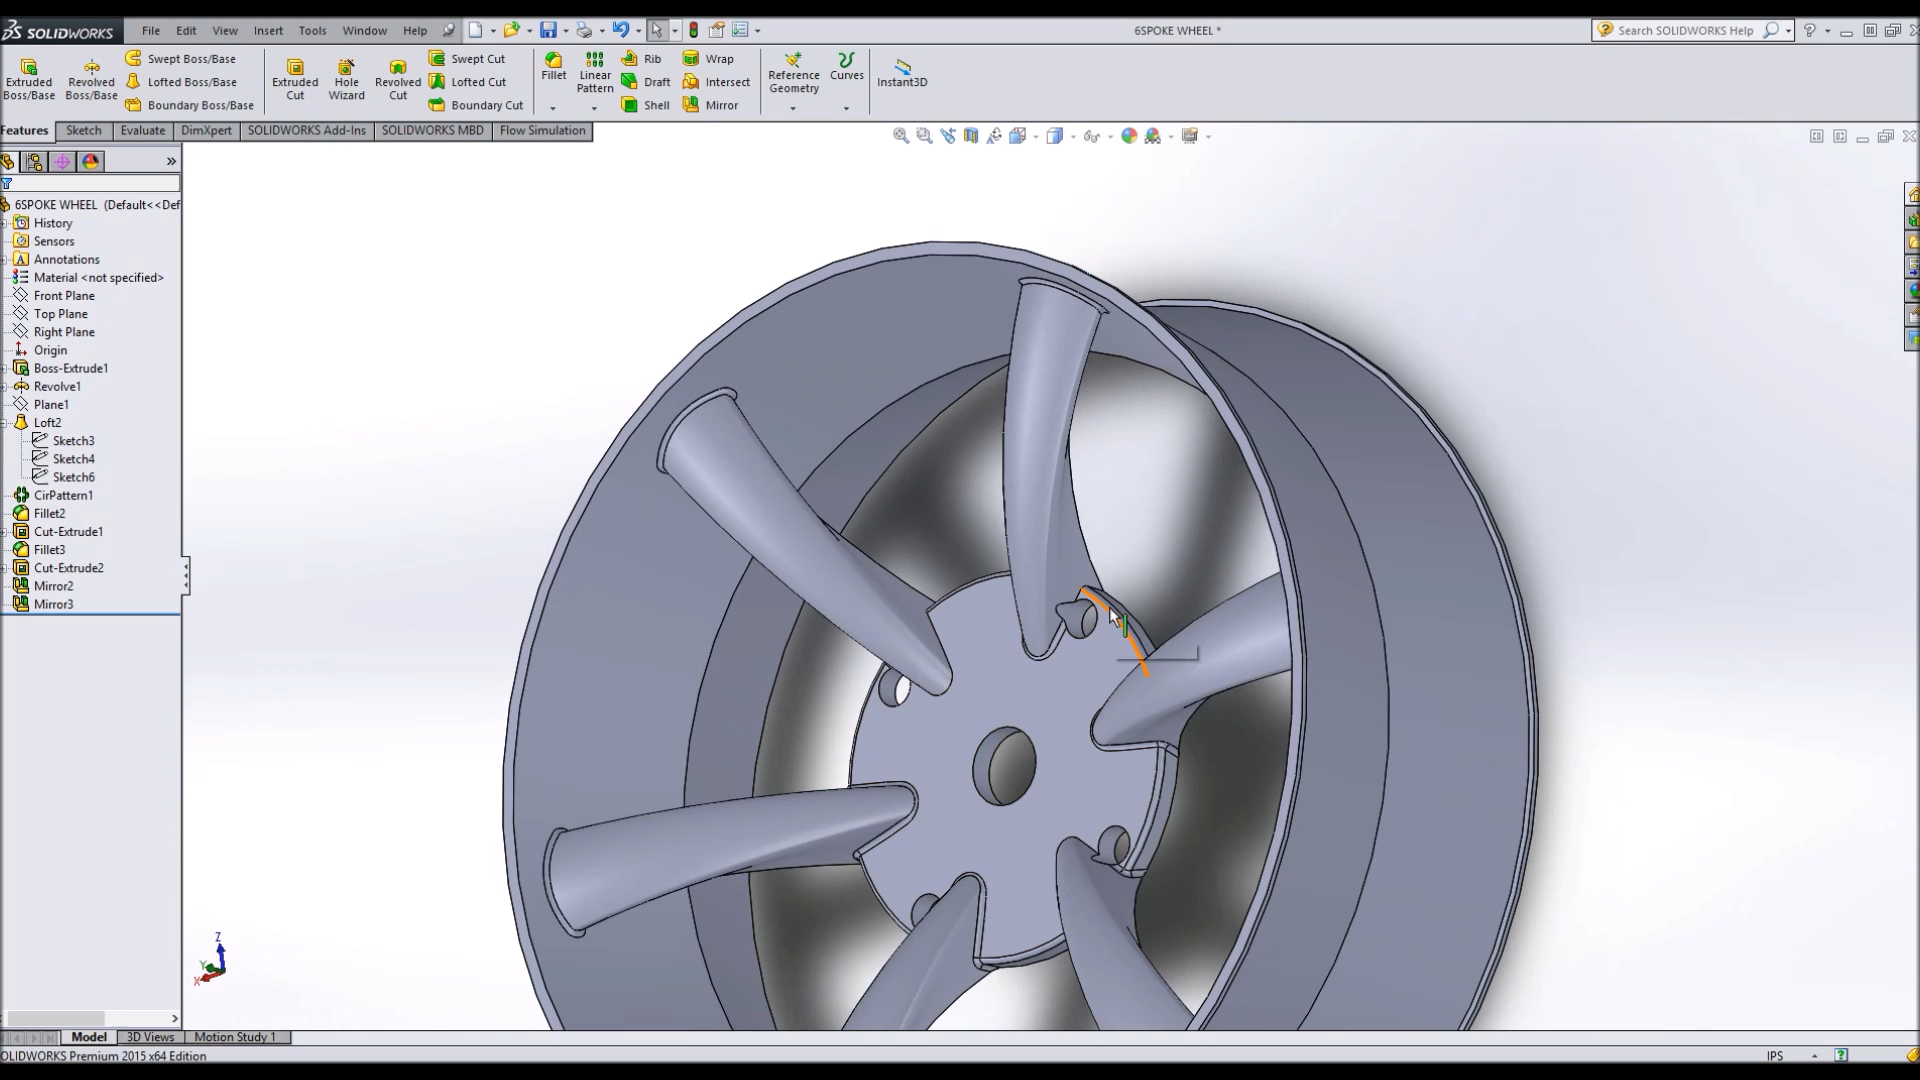 SOLIDWORKS File Edit View Insert Tools Window Help 6SPOKE WHEEL * Search SOLIDWORKS Help
Extruded Boss/Base
Revolved Boss/Base
Swept Boss/Base
Lofted Boss/Base
Boundary Boss/Base
Extruded Cut
Hole Wizard
Revolved Cut
Swept Cut
Lofted Cut
Boundary Cut
Fillet
Linear Pattern
Rib
Draft
Shell
Wrap
Intersect
Mirror
Reference Geometry
Curves
Instant3D
Features Sketch Evaluate DimXpert SOLIDWORKS Add-Ins SOLIDWORKS MBD Flow Simulation
6SPOKE WHEEL (Default<<Def
History
Sensors
Annotations
Material <not specified>
Front Plane
Top Plane
Right Plane
Origin
Boss-Extrude1
Revolve1
Plane1
Loft2
Sketch3
Sketch4
Sketch6
CirPattern1
Fillet2
Cut-Extrude1
Fillet3
Cut-Extrude2
Mirror2
Mirror3
Z
Y
X
Model 3D Views Motion Study 1
OLIDWORKS Premium 2015 x64 Edition IPS